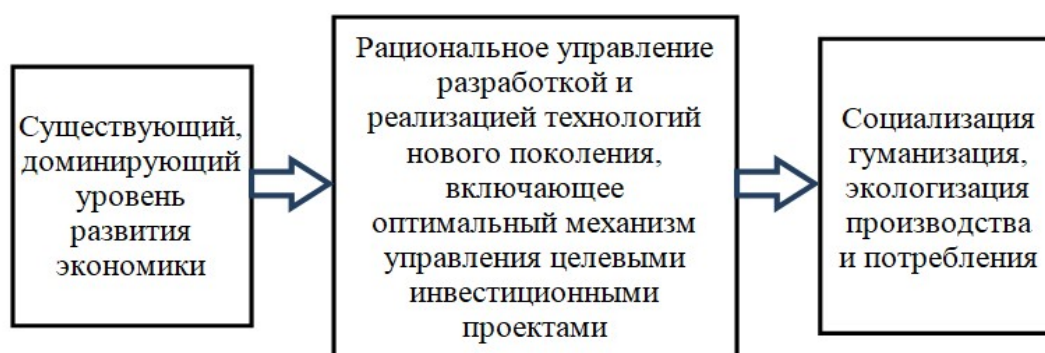 Существующий,
доминирующий
уровень
развития
экономики
Рациональное управление
разработкой и
реализацией технологий
нового поколения,
включающее
оптимальный механизм
управления целевыми
инвестиционными
проектами
Социализация
гуманизация,
экологизация
производства
и потребления